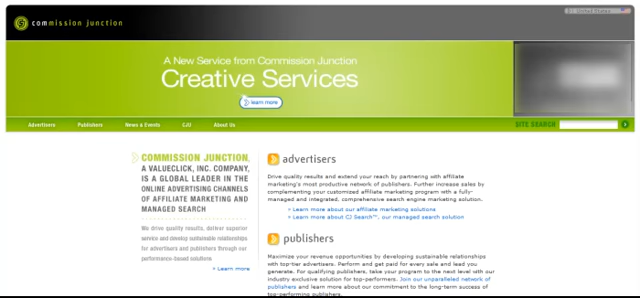 commission junction
United States
A New Service from Commission Junction
Creative Services
learn more
Advertisers Publishers News & Events CJU About Us SITE SEARCH
COMMISSION JUNCTION,
A VALUECLICK, INC. COMPANY,
IS A GLOBAL LEADER IN THE
ONLINE ADVERTISING CHANNELS
OF AFFILIATE MARKETING AND
MANAGED SEARCH
We drive quality results, deliver superior
service and develop sustainable relationships
for advertisers and publishers through our
performance-based solutions
» Learn more
advertisers
Drive quality results and extend your reach by partnering with affiliate
marketing's most productive network of publishers. Further increase sales by
complementing your customized affiliate marketing program with a fully-
managed and integrated, comprehensive search engine marketing solution.
» Learn more about our affiliate marketing solutions
» Learn more about CJ Search™, our managed search solution
publishers
Maximize your revenue opportunities by developing sustainable relationships
with top-tier advertisers. Perform and get paid for every sale and lead you
generate. For qualifying publishers, take your program to the next level with our
industry exclusive solution for top-performers. Join our unparalleled network of
publishers and learn more about our commitment to the long-term success of
top-performing publishers.